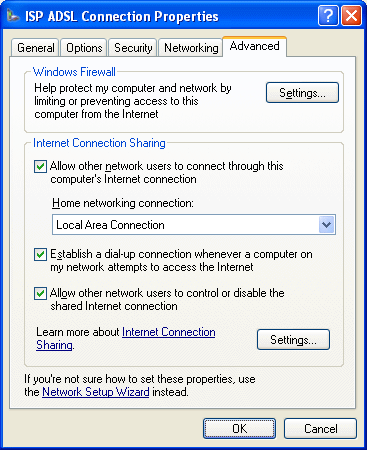 ISP ADSL Connection Properties
General Options Security Networking Advanced
Windows Firewall
Help protect my computer and network by
limiting or preventing access to this
computer from the Internet
Settings...
Internet Connection Sharing
Allow other network users to connect through this
computer's Internet connection
Home networking connection:
Local Area Connection
Establish a dial-up connection whenever a computer on
my network attempts to access the Internet
Allow other network users to control or disable the
shared Internet connection
Learn more about Internet Connection
Sharing.
Settings...
If you're not sure how to set these properties, use
the Network Setup Wizard instead.
OK Cancel